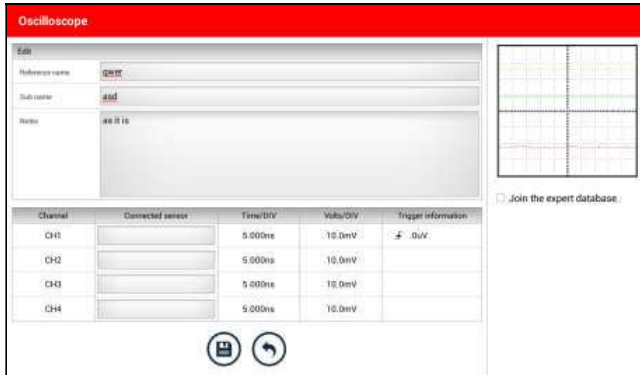 Oscilloscope
Edit
Reference name qwer
Sub name asd
Notes as it is
Join the expert database
Channel Connected sensor Time/DIV Volts/DIV Trigger information
CH1 5.000ns 10.0mV .0uV
CH2 5.000ns 10.0mV
CH3 5.000ns 10.0mV
CH4 5.000ns 10.0mV